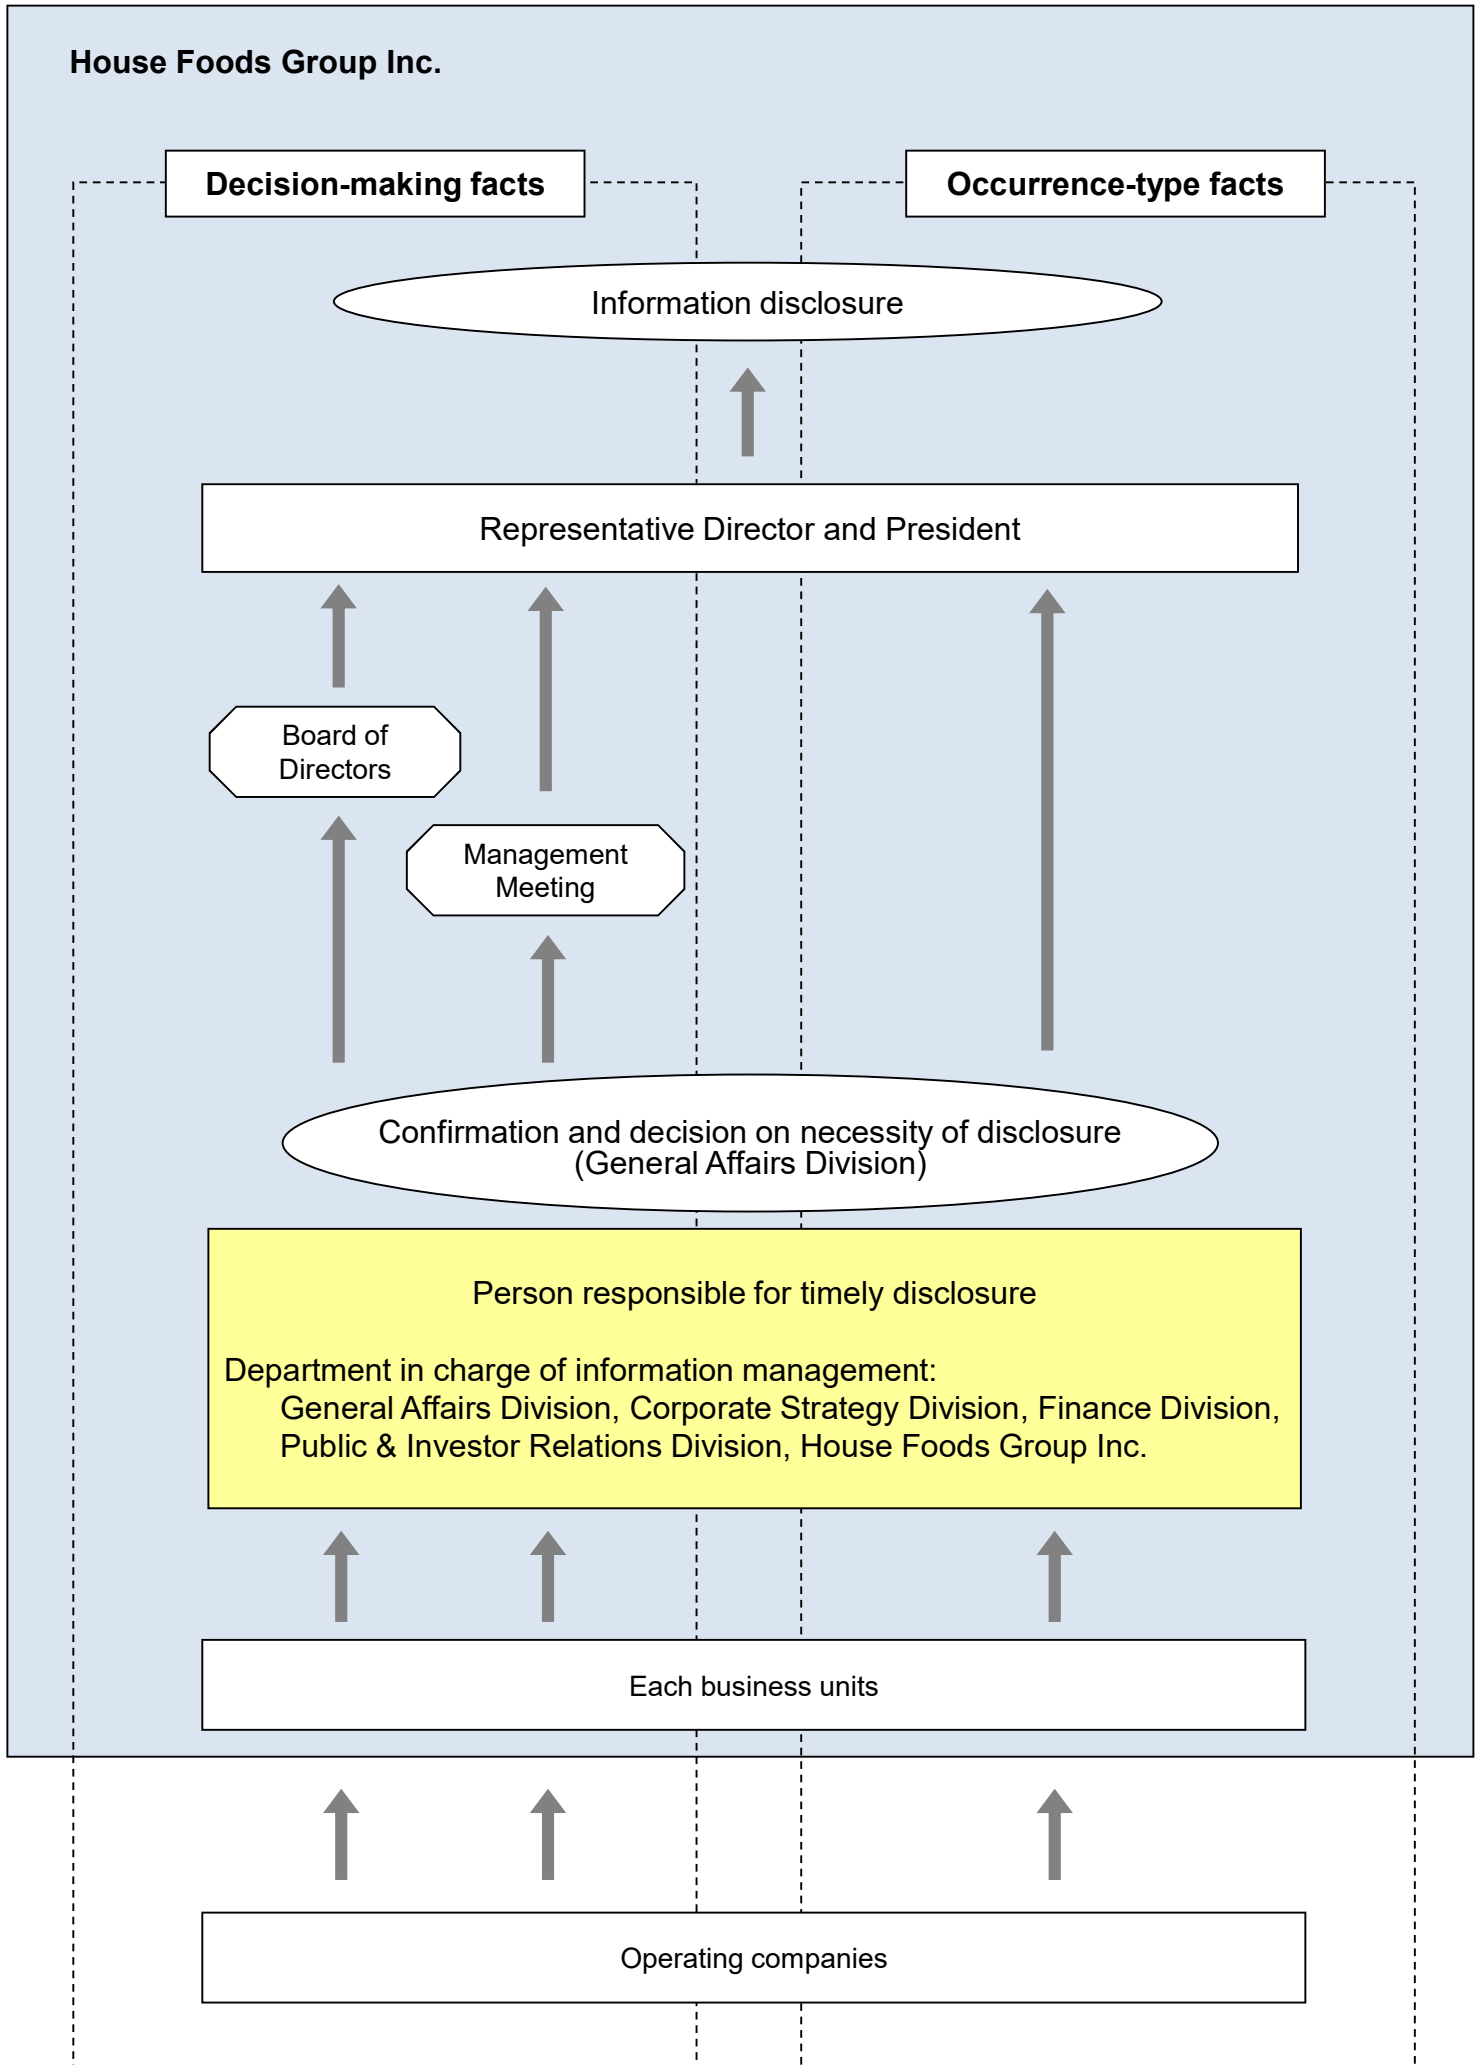 House Foods Group Inc.
Decision-making facts
Occurrence-type facts
Information disclosure
Representative Director and President
Board of
Directors
Management
Meeting
Confirmation and decision on necessity of disclosure
(General Affairs Division)
Person responsible for timely disclosure
Department in charge of information management:
General Affairs Division, Corporate Strategy Division, Finance Division,
Public & Investor Relations Division, House Foods Group Inc.
Each business units
Operating companies